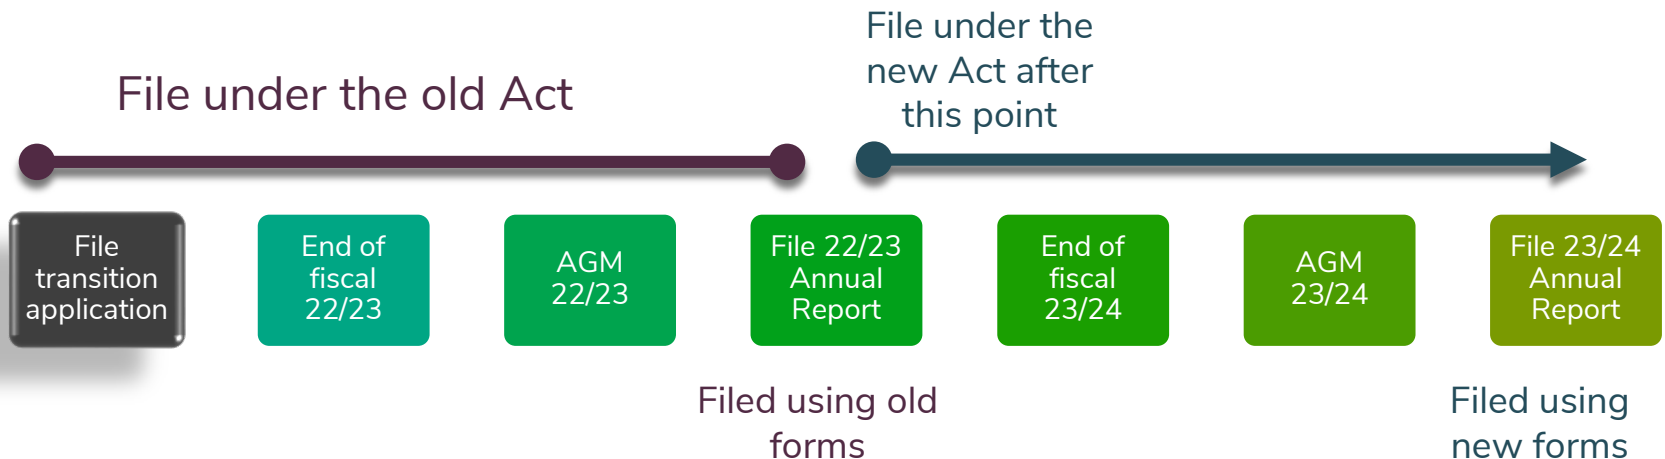 File under the
new Act after
this point
File under the old Act
File
transition
application
End of
fiscal
22/23
AGM
22/23
File 22/23
Annual
Report
End of
fiscal
23/24
AGM
23/24
File 23/24
Annual
Report
Filed using old
forms
Filed using
new forms